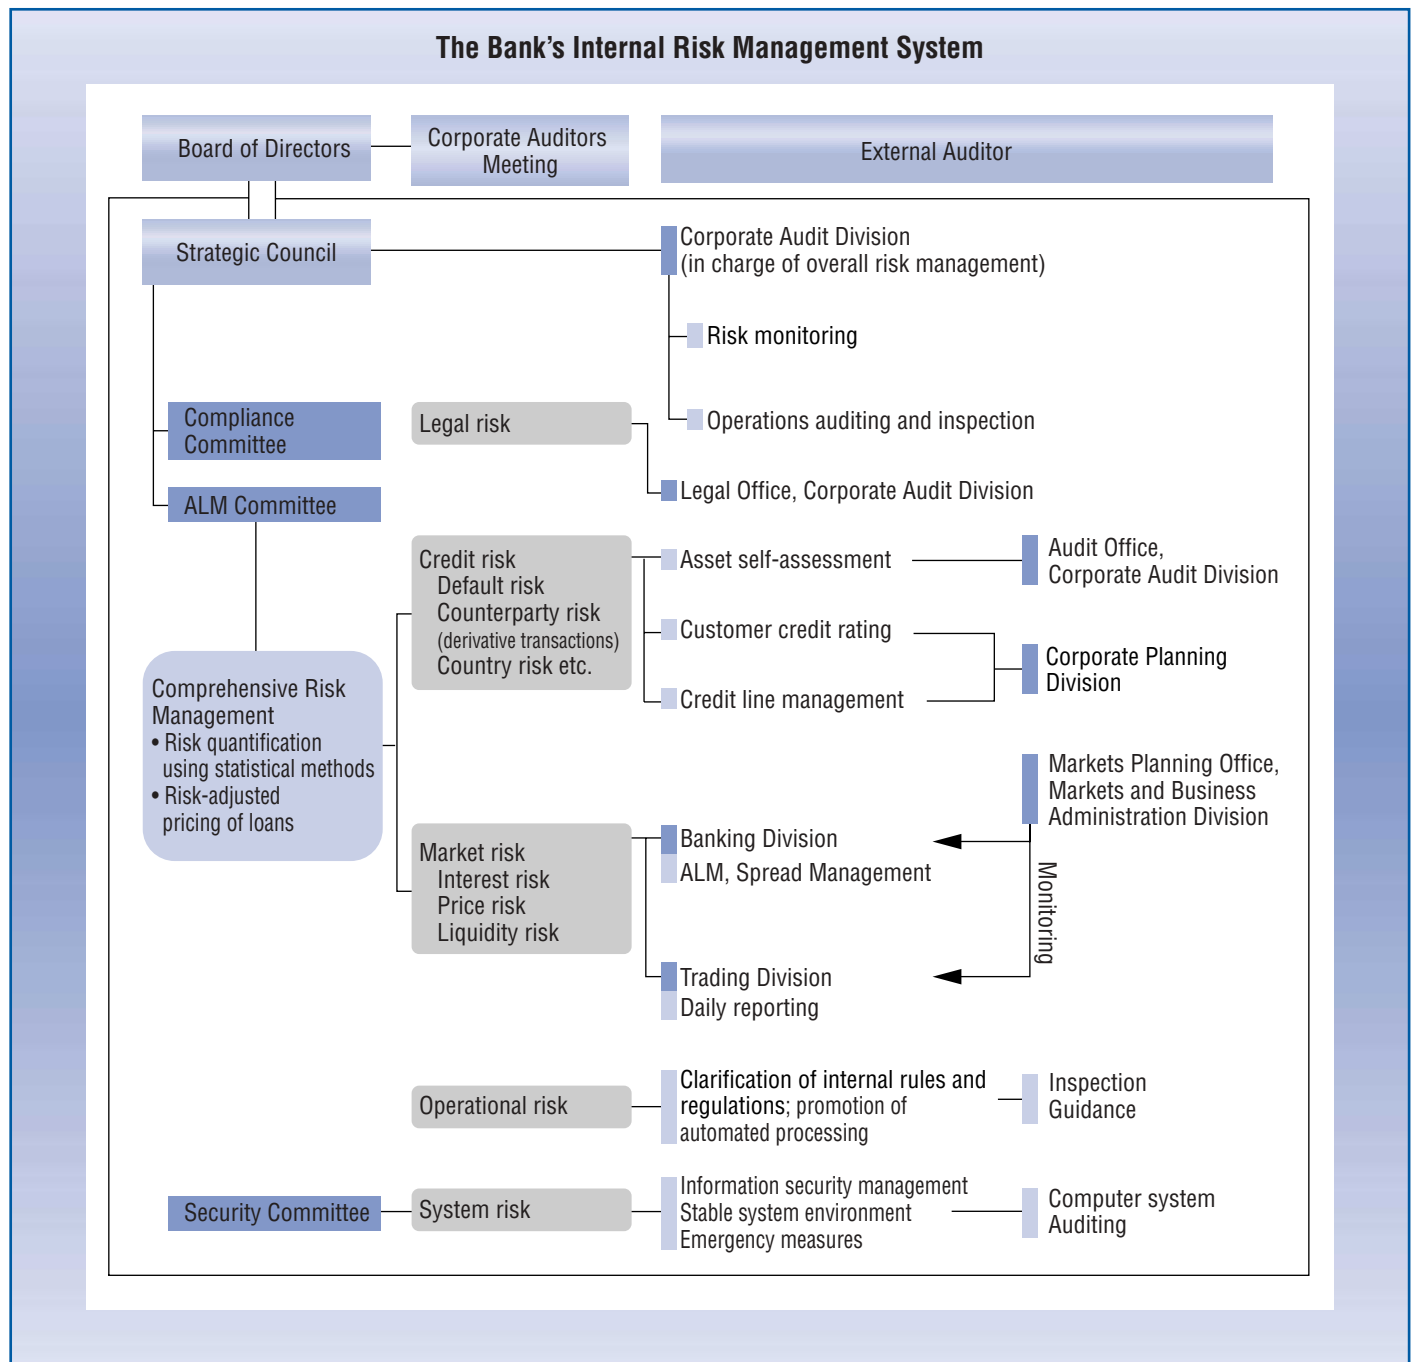 The Bank’s Internal Risk Management System
Board of Directors
Corporate Auditors
Meeting
External Auditor
Strategic Council
Corporate Audit Division
(in charge of overall risk management)
Risk monitoring
Operations auditing and inspection
Compliance
Committee
Legal risk
Legal Office, Corporate Audit Division
ALM Committee
Credit risk
Default risk
Counterparty risk
(derivative transactions)
Country risk etc.
Asset self-assessment
Audit Office,
Corporate Audit Division
Customer credit rating
Credit line management
Corporate Planning
Division
Comprehensive Risk
Management
• Risk quantification
using statistical methods
• Risk-adjusted
pricing of loans
Markets Planning Office,
Markets and Business
Administration Division
Market risk
Interest risk
Price risk
Liquidity risk
Banking Division
ALM, Spread Management
Monitoring
Trading Division
Daily reporting
Operational risk
Clarification of internal rules and
regulations; promotion of
automated processing
Inspection
Guidance
Security Committee
System risk
Information security management
Stable system environment
Emergency measures
Computer system
Auditing